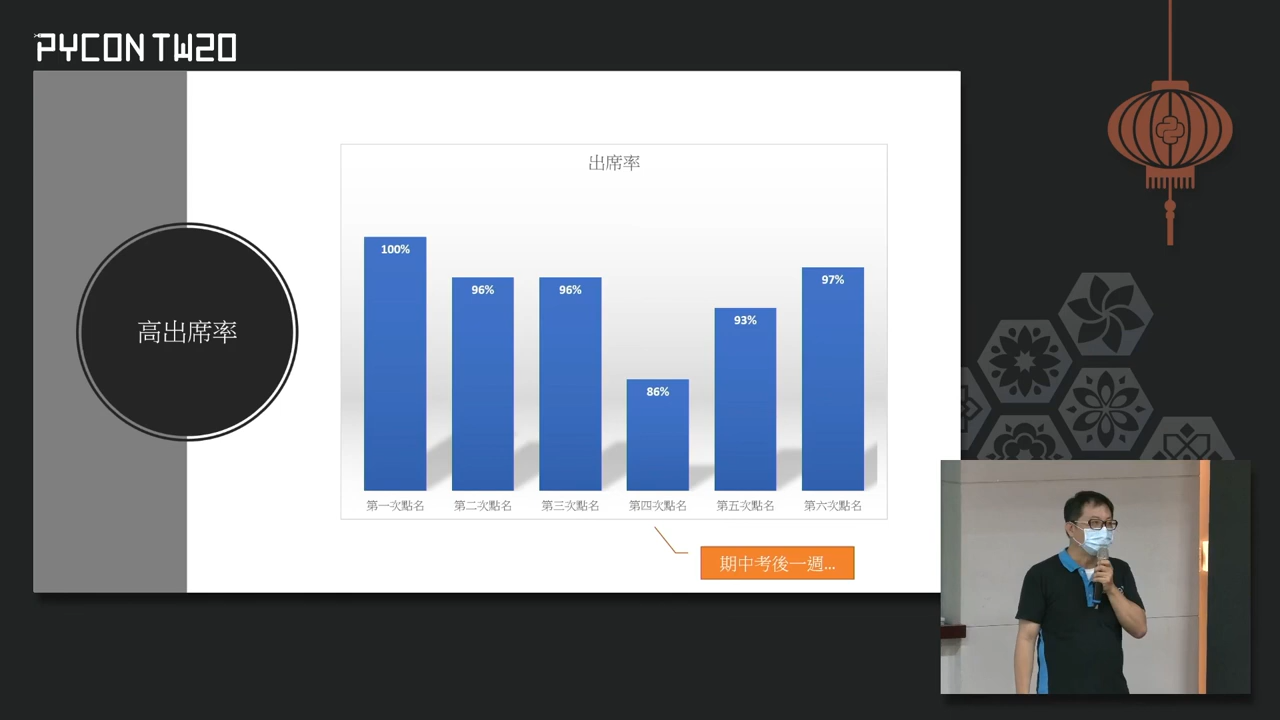 PYCON TW20
出席率
100%
96%
96%
86%
93%
97%
第一次點名
第二次點名
第三次點名
第四次點名
第五次點名
第六次點名
高出席率
期中考後一週...